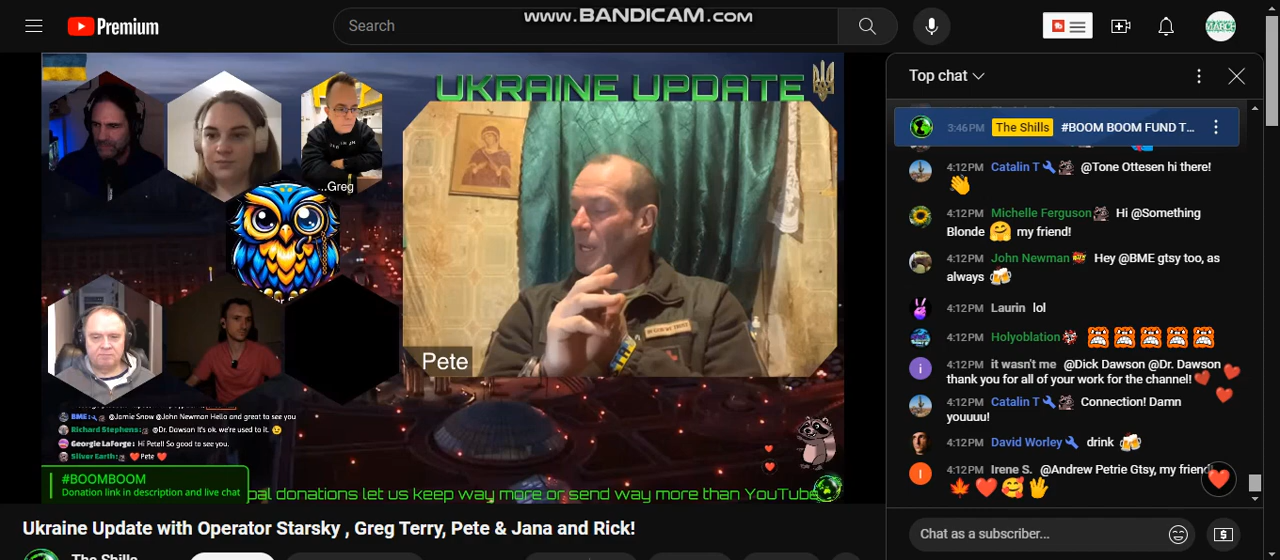 www.BANDICAM.com
Premium
Search
UKRAINE UPDATE
...Greg
Pete
BME: @Jamie Snow @John Newman Hello and great to see you
Richard Stephens: @Dr. Dawson It's ok. we're used to it.
Georgie LaForge: Hi Pete!! So good to see you.
Silver Earth: Pete
#BOOMBOOM
Donation link in description and live chat
donations let us keep way more or send way more than YouTube
Ukraine Update with Operator Starsky , Greg Terry, Pete & Jana and Rick!
The Shills
Top chat
3:46PM The Shills #BOOM BOOM FUND T...
4:12PM Catalin T @Tone Ottesen hi there!
👋
4:12PM Michelle Ferguson Hi @Something
Blonde 🤗 my friend!
4:12PM John Newman Hey @BME gtsy too, as
always 🍻
4:12PM Laurin lol
4:12PM Holyoblation
4:12PM it wasn't me @Dick Dawson @Dr. Dawson
thank you for all of your work for the channel!
4:12PM Catalin T Connection! Damn
youuuu!
4:12PM David Worley drink 🍻
4:12PM Irene S. @Andrew Petrie Gtsy, my friend
🍁 ❤️ 🥰 🖖
Chat as a subscriber...